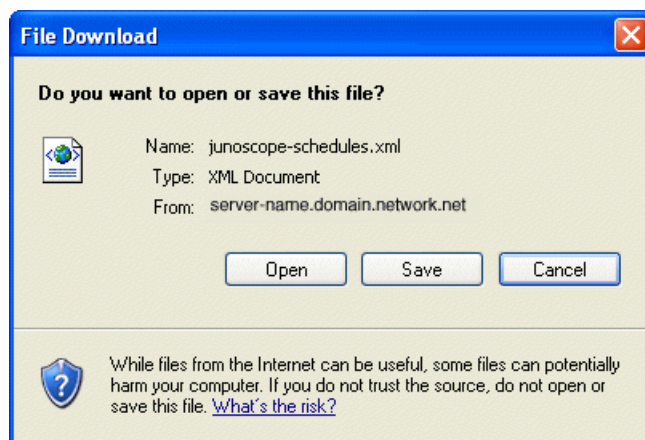 File Download
Do you want to open or save this file?
Name: junoscope-schedules.xml
Type: XML Document
From: server-name.domain.network.net
Open Save Cancel
While files from the Internet can be useful, some files can potentially
harm your computer. If you do not trust the source, do not open or
save this file. What's the risk?